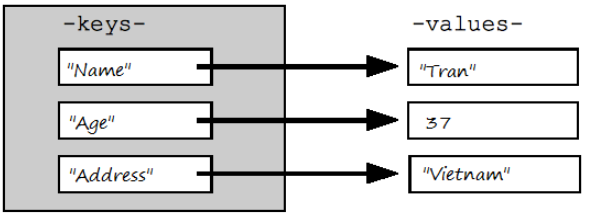 -keys- -values-
"Name" "Tran"
"Age" 37
"Address" "Vietnam"